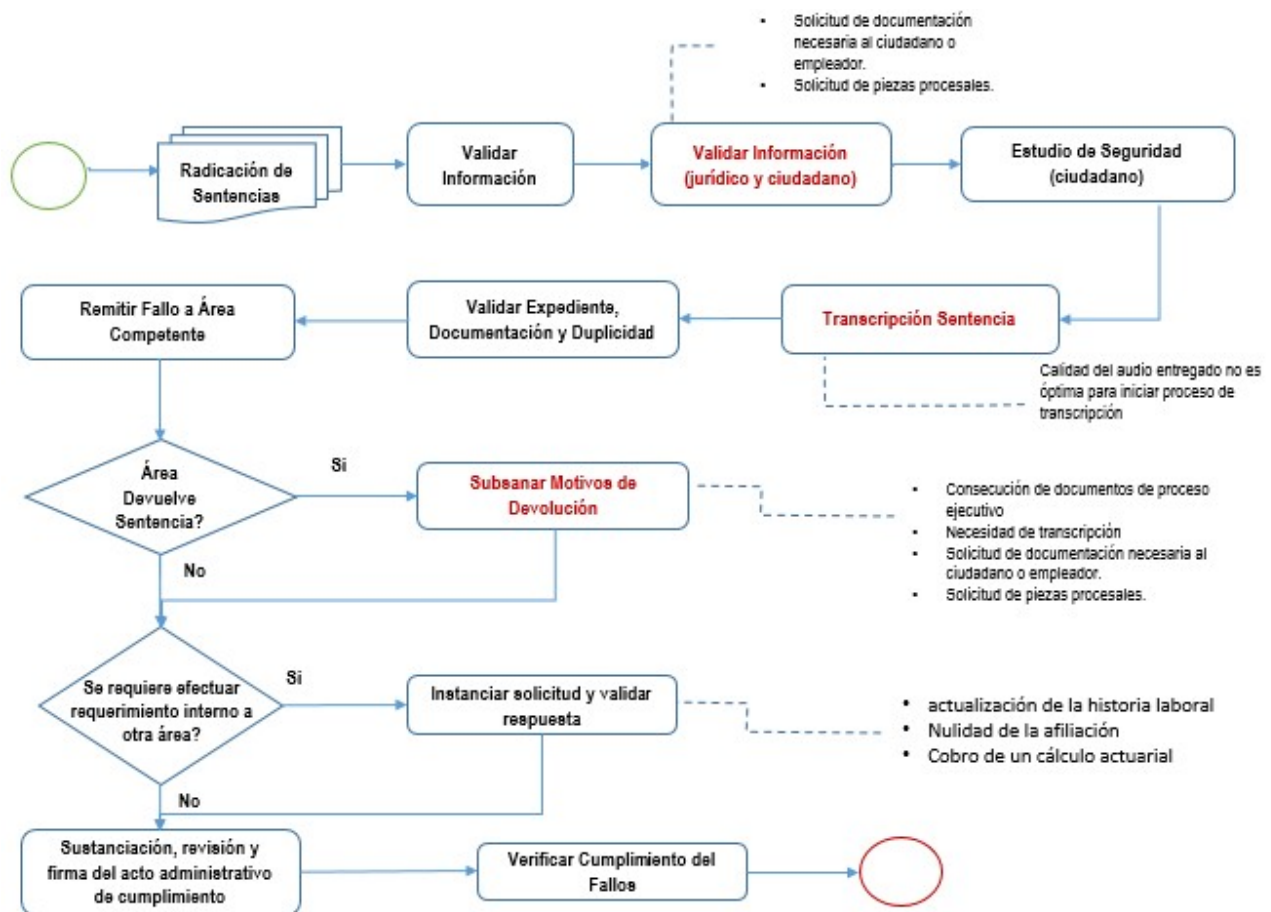 ▪ Solicitud de documentación
necesaria al ciudadano o
empleador.
▪ Solicitud de piezas procesales.
Radicación de
Sentencias
Validar
Información
Validar Información
(jurídico y ciudadano)
Estudio de Seguridad
(ciudadano)
Remitir Fallo a Área
Competente
Validar Expediente,
Documentación y Duplicidad
Transcripción Sentencia
Calidad del audio entregado no es
óptima para iniciar proceso de
transcripción
Área
Devuelve
Sentencia?
Si
Subsanar Motivos de
Devolución
▪ Consecución de documentos de proceso
ejecutivo
▪ Necesidad de transcripción
▪ Solicitud de documentación necesaria al
ciudadano o empleador.
▪ Solicitud de piezas procesales.
No
Se requiere efectuar
requerimiento interno a
otra área?
Si
Instanciar solicitud y validar
respuesta
• actualización de la historia laboral
• Nulidad de la afiliación
• Cobro de un cálculo actuarial
No
Sustanciación, revisión y
firma del acto administrativo
de cumplimiento
Verificar Cumplimiento del
Fallos